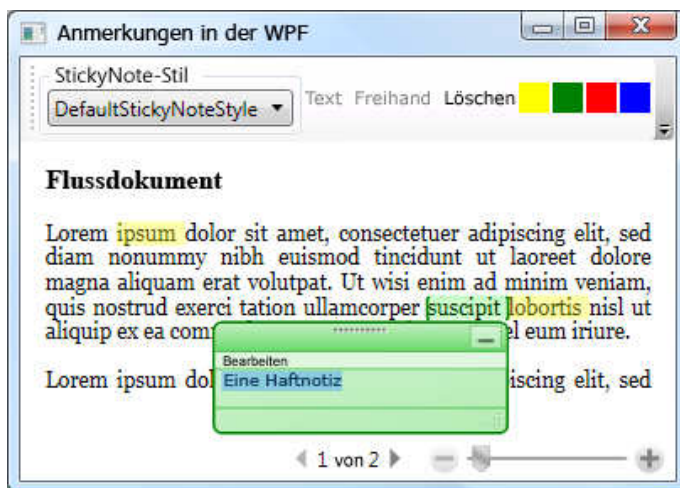 Anmerkungen in der WPF
StickyNote-Stil
DefaultStickyNoteStyle
Text Freihand Löschen
Flussdokument
Lorem ipsum dolor sit amet, consectetuer adipiscing elit, sed
diam nonummy nibh euismod tincidunt ut laoreet dolore
magna aliquam erat volutpat. Ut wisi enim ad minim veniam,
quis nostrud exerci tation ullamcorper suscipit lobortis nisl ut
aliquip ex ea com el eum iriure.
Bearbeiten
Eine Haftnotiz
Lorem ipsum dol iscing elit, sed
1 von 2